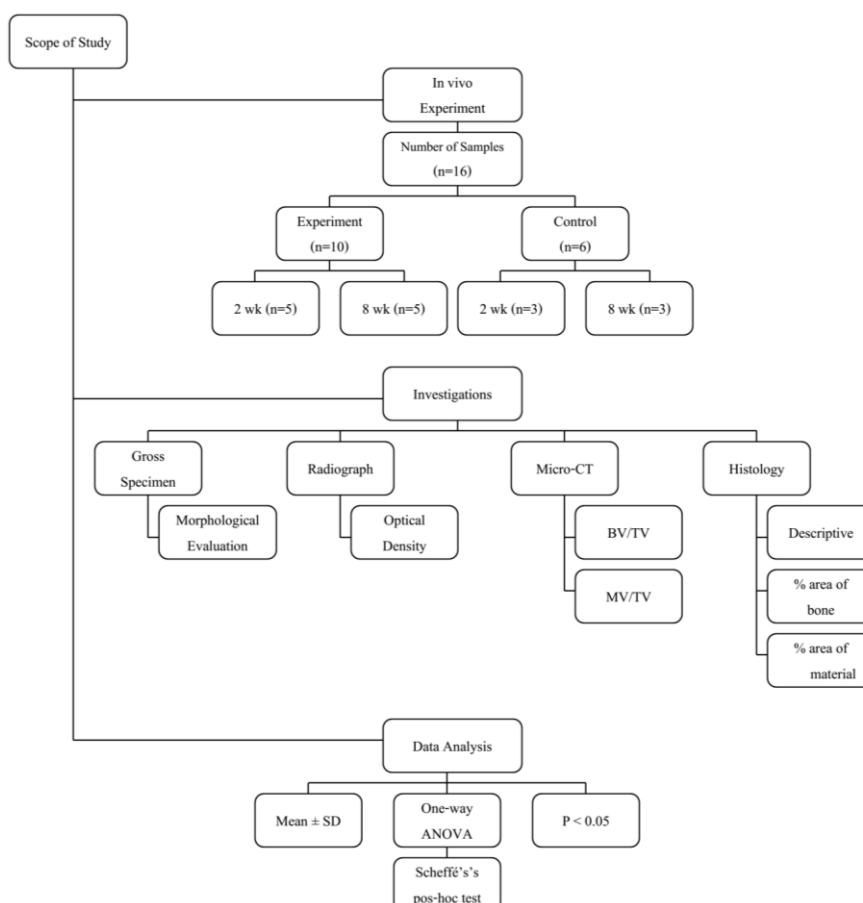 Scope of Study
In vivo
Experiment
Number of Samples
(n=16)
Experiment
(n=10)
Control
(n=6)
2 wk (n=5)
8 wk (n=5)
2 wk (n=3)
8 wk (n=3)
Investigations
Gross
Specimen
Radiograph
Micro-CT
Histology
Morphological
Evaluation
Optical
Density
BV/TV
Descriptive
MV/TV
% area of
bone
% area of
material
Data Analysis
Mean ± SD
One-way
ANOVA
P < 0.05
Scheffé's's
pos-hoc test